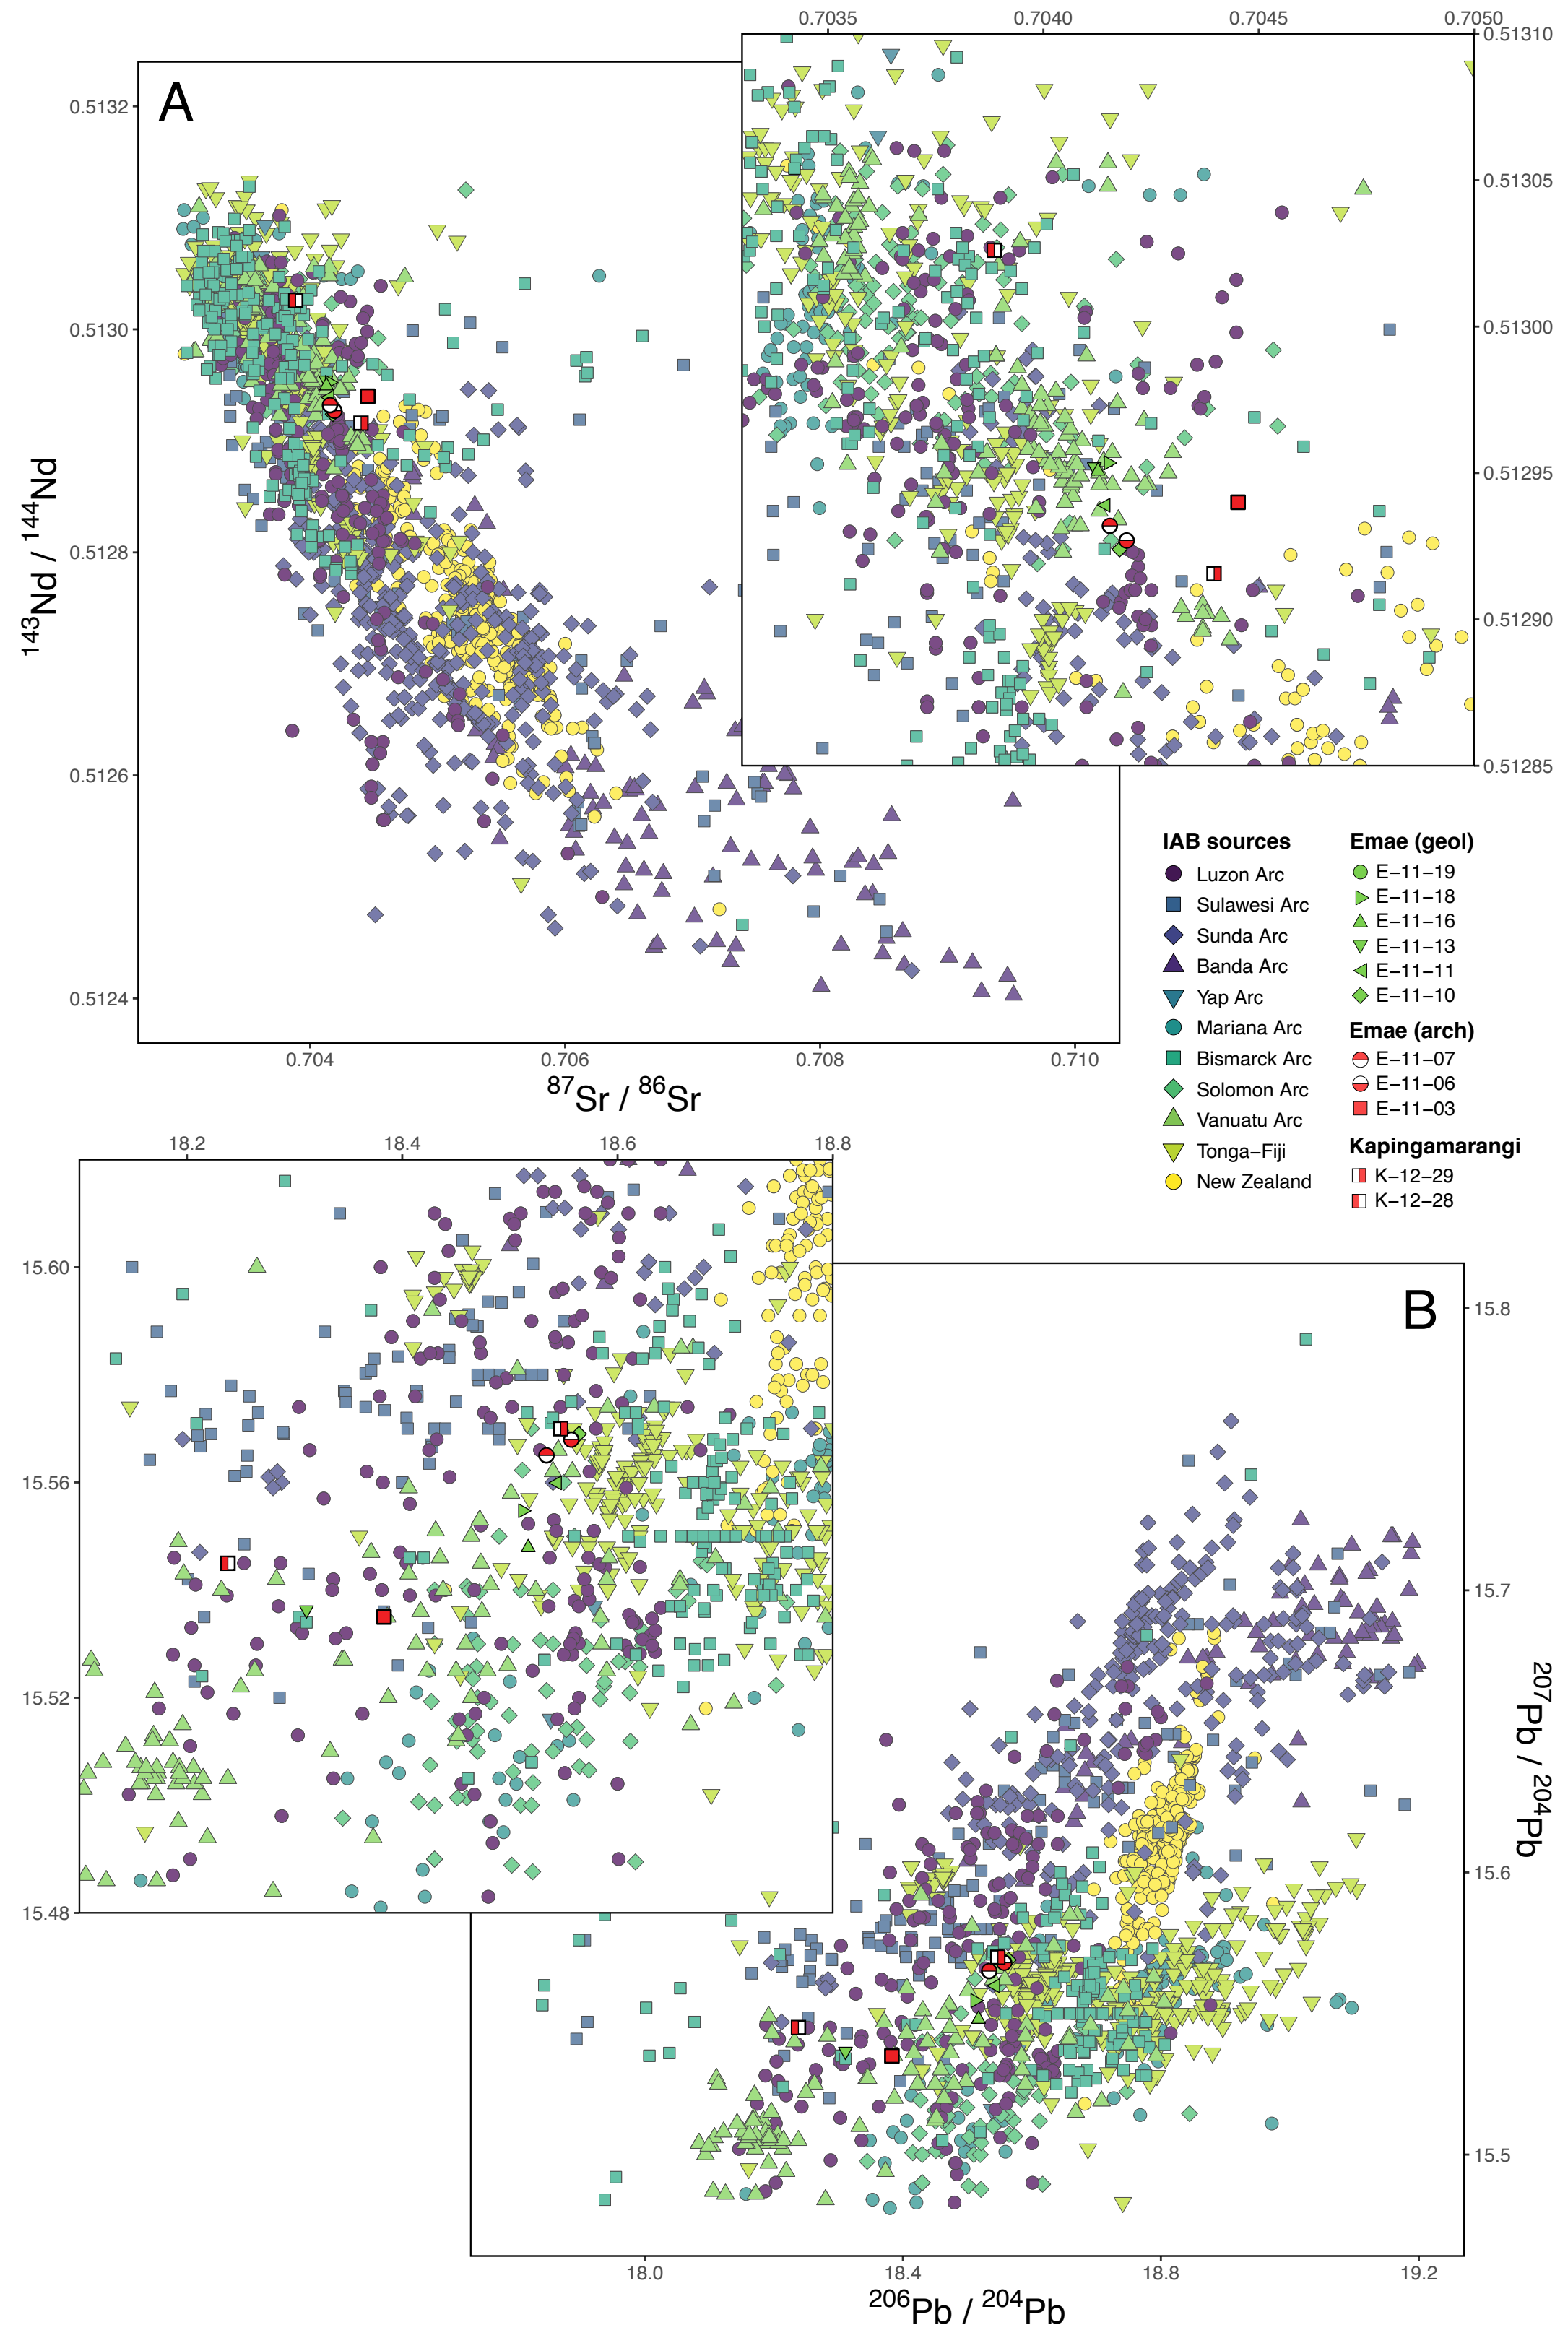 0.7035 0.7040 0.7045 0.7050
A
0.5132
0.5130
0.5128
0.5126
0.5124
143Nd / 144Nd
0.51310
0.51305
0.51300
0.51295
0.51290
0.51285
0.704 0.706 0.708 0.710
87Sr / 86Sr
IAB sources
Luzon Arc
Sulawesi Arc
Sunda Arc
Banda Arc
Yap Arc
Mariana Arc
Bismarck Arc
Solomon Arc
Vanuatu Arc
Tonga−Fiji
New Zealand
Emae (geol)
E−11−19
E−11−18
E−11−16
E−11−13
E−11−11
E−11−10
Emae (arch)
E−11−07
E−11−06
E−11−03
Kapingamarangi
K−12−29
K−12−28
18.2 18.4 18.6 18.8
15.60
15.56
15.52
15.48
B
15.8
15.7
15.6
15.5
207Pb / 204Pb
18.0 18.4 18.8 19.2
206Pb / 204Pb